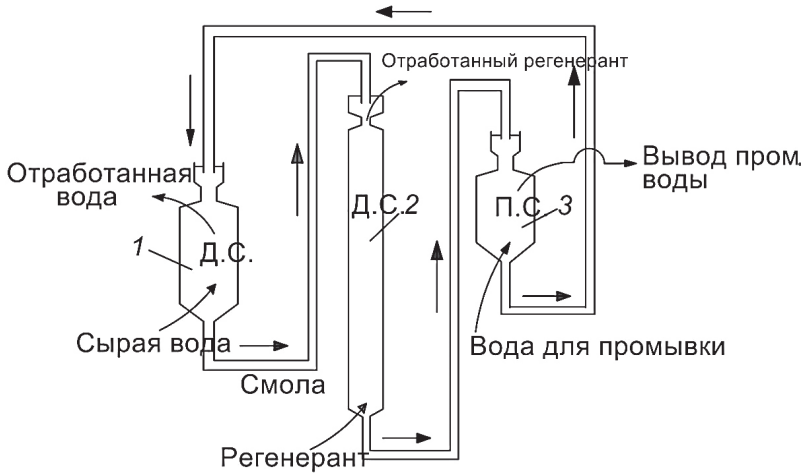 Отработанный регенерант
Отработанная
вода
Вывод пром.
воды
Д.С. 2
П.С. 3
1
Д.С.
Сырая вода
Вода для промывки
Смола
Регенерант